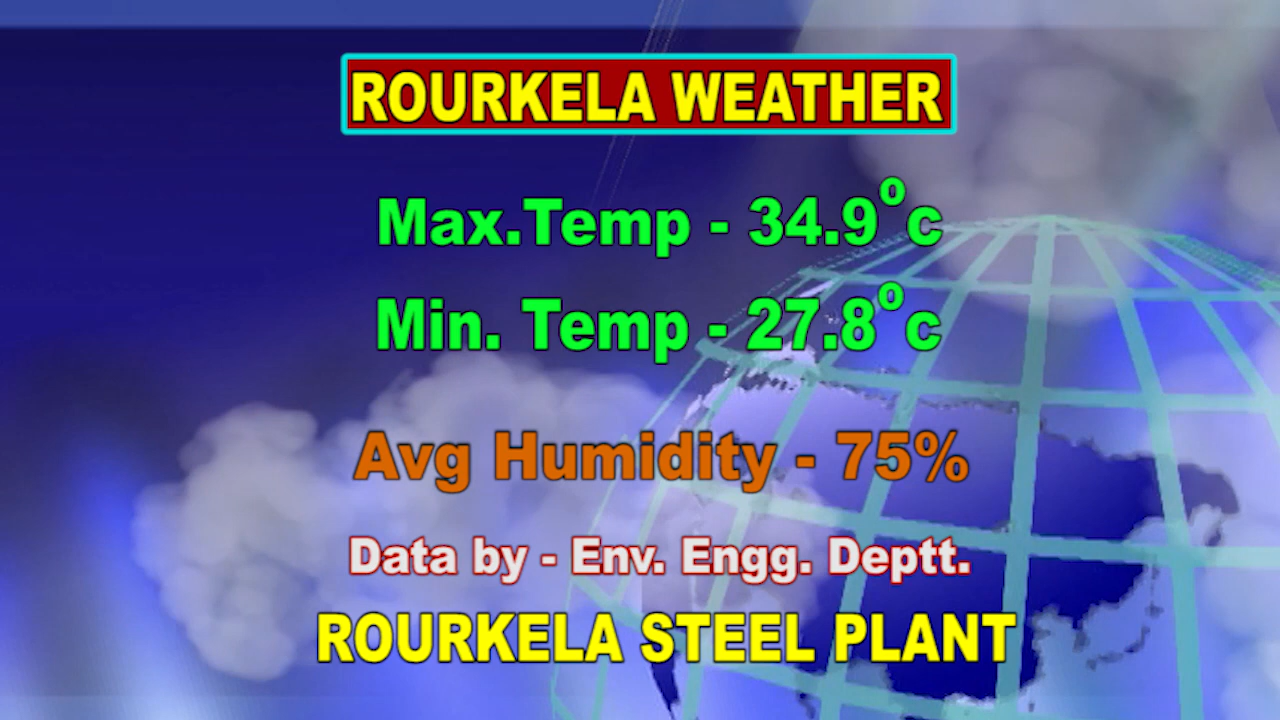 ROURKELA WEATHER
Max.Temp - 34.9°c
Min. Temp - 27.8°c
Avg Humidity - 75%
Data by - Env. Engg. Deptt.
ROURKELA STEEL PLANT